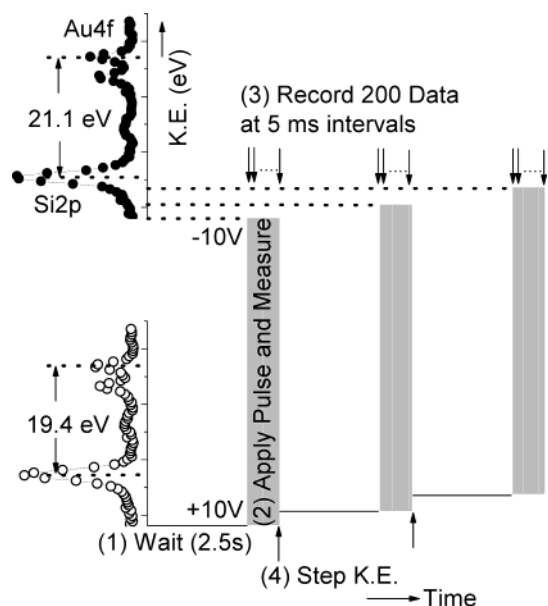 Au4f
K.E. (eV)
21.1 eV
Si2p
(3) Record 200 Data
at 5 ms intervals
-10V
(2) Apply Pulse and Measure
19.4 eV
+10V
(1) Wait (2.5s)
(4) Step K.E.
Time